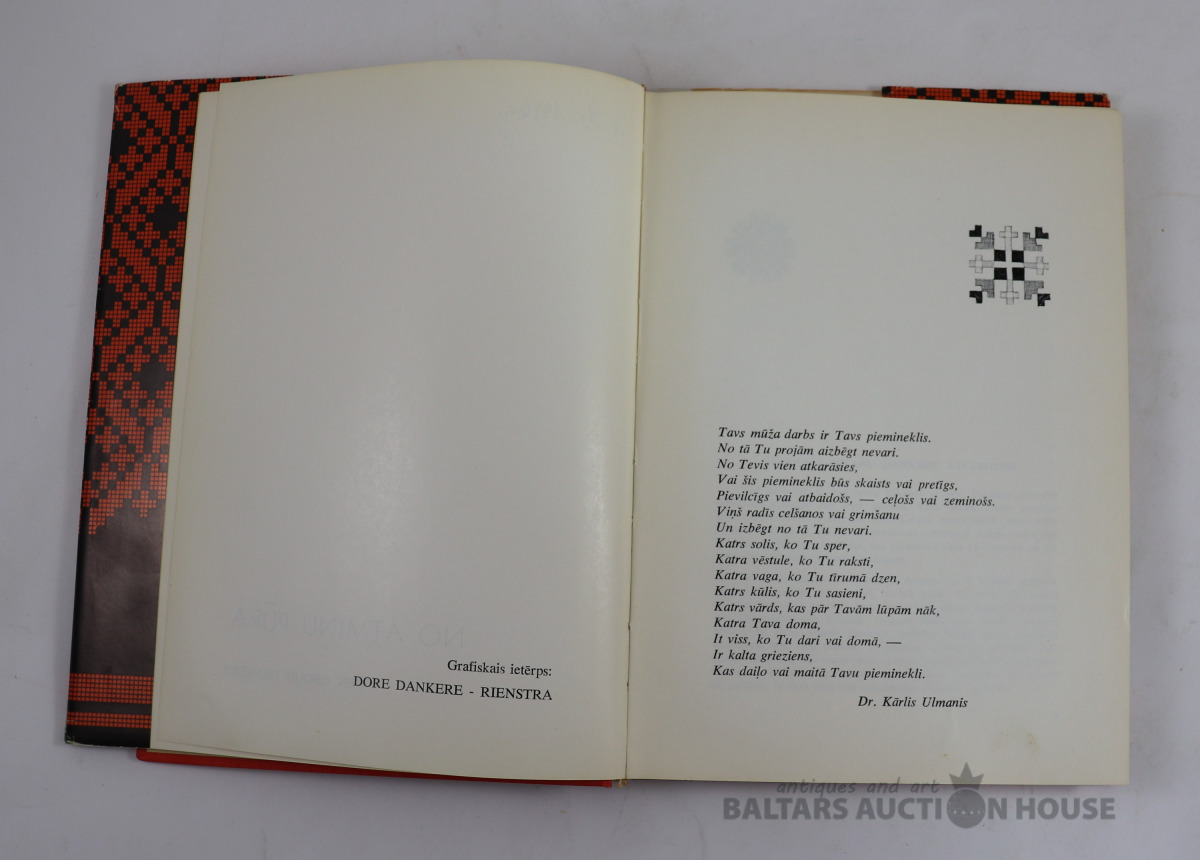 Grafiskais ietērps:
DORE DANKERE - RIENSTRA
Tavs mūža darbs ir Tavs piemineklis.
No tā Tu projām aizbēgt nevari.
No Tevis vien atkarāsies,
Vai šis piemineklis būs skaists vai pretīgs,
Pievilcīgs vai atbaidošs, — ceļošs vai zeminošs.
Viņš radīs celšanos vai grimšanu
Un izbēgt no tā Tu nevari.
Katrs solis, ko Tu sper,
Katra vēstule, ko Tu raksti,
Katra vaga, ko Tu tīrumā dzen,
Katrs kūlis, ko Tu sasieni,
Katrs vārds, kas pār Tavām lūpām nāk,
Katra Tava doma,
It viss, ko Tu dari vai domā, —
Ir kalta grieziens,
Kas daiļo vai maitā Tavu pieminekli.
Dr. Kārlis Ulmanis
antiques and art
BALTARS AUCTION HOUSE